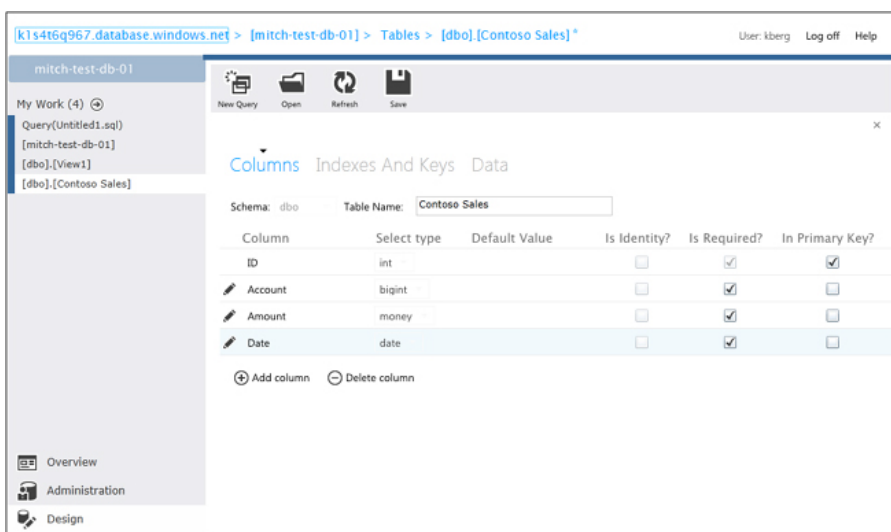 k1s4t6q967.database.windows.net > [mitch-test-db-01] > Tables > [dbo].[Contoso Sales] * User: kberg Log off Help
mitch-test-db-01
New Query Open Refresh Save
My Work (4)
Query(Untitled1.sql)
[mitch-test-db-01]
[dbo].[View1]
[dbo].[Contoso Sales]
Columns Indexes And Keys Data
Schema: dbo Table Name: Contoso Sales
Column Select type Default Value Is Identity? Is Required? In Primary Key?
ID int
Account bigint
Amount money
Date date
Add column Delete column
Overview
Administration
Design